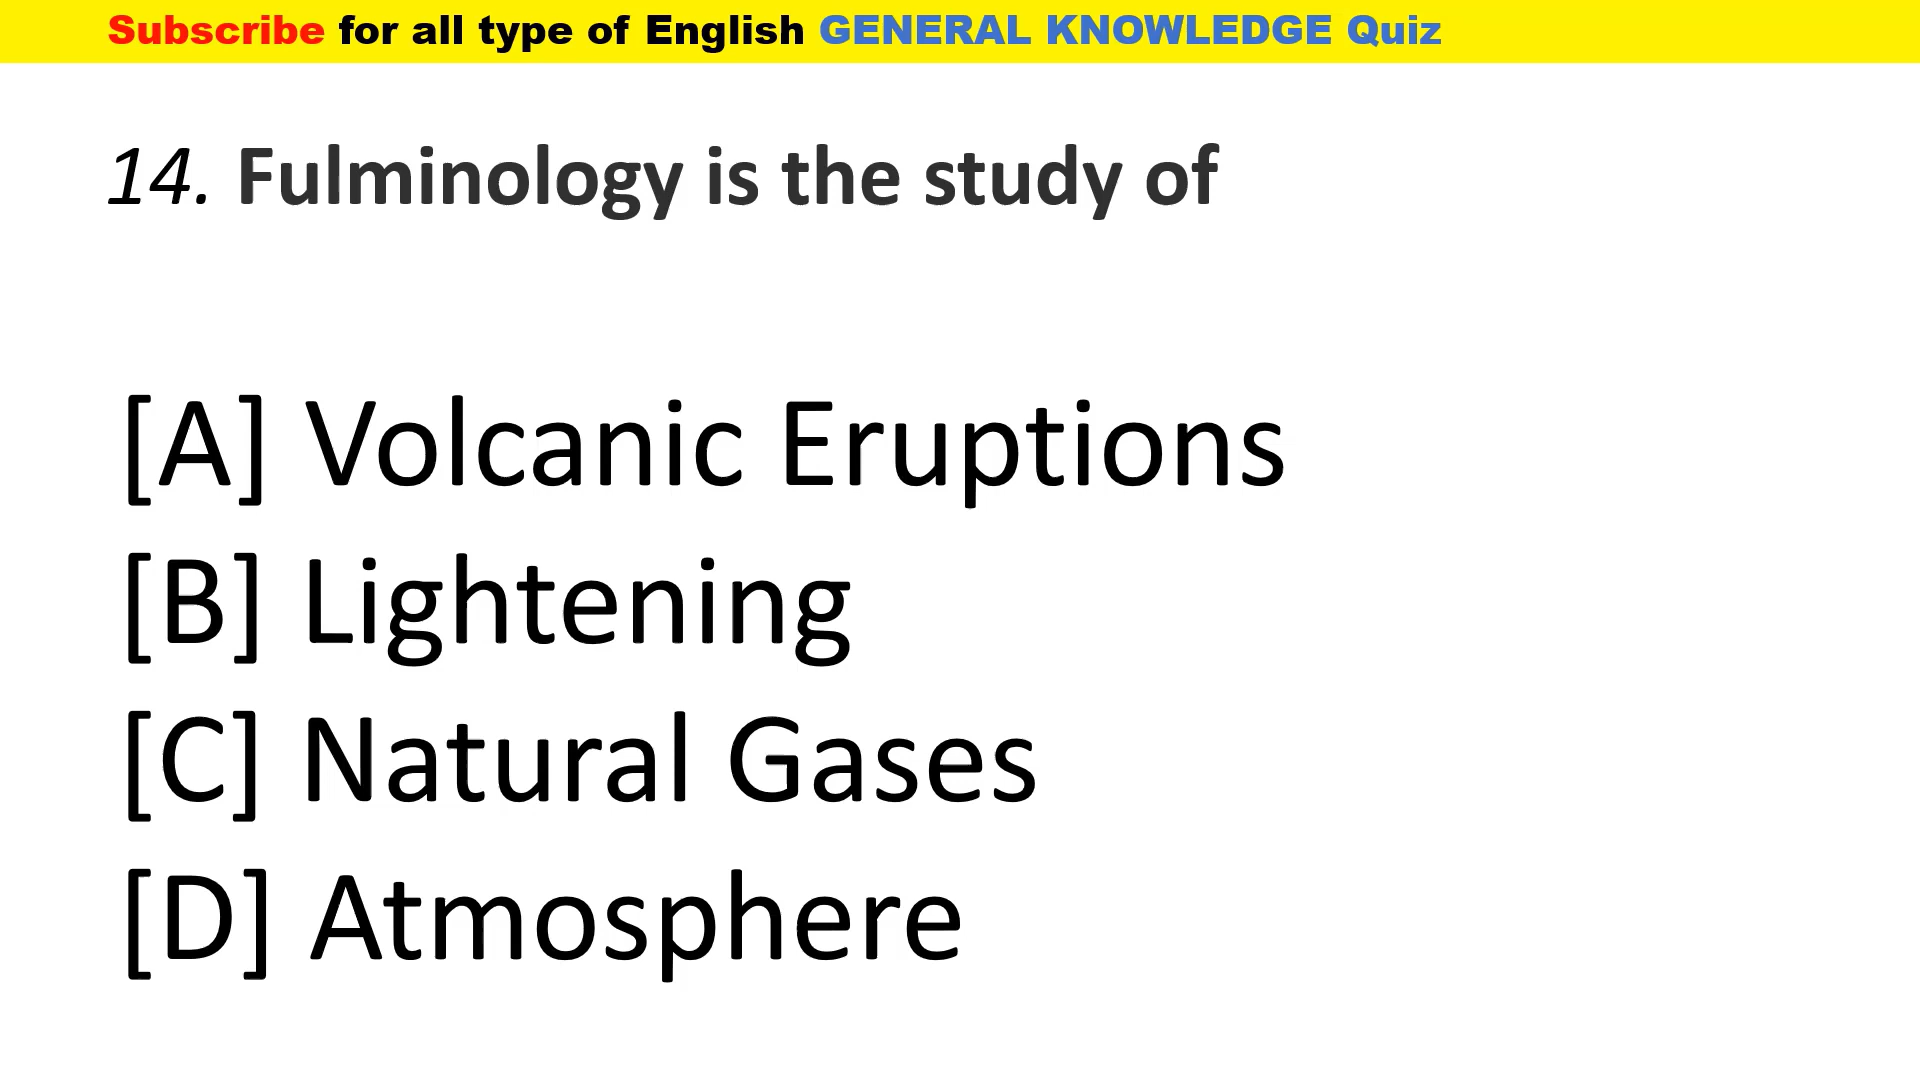 Subscribe for all type of English GENERAL KNOWLEDGE Quiz
14. Fulminology is the study of
[A] Volcanic Eruptions
[B] Lightening
[C] Natural Gases
[D] Atmosphere